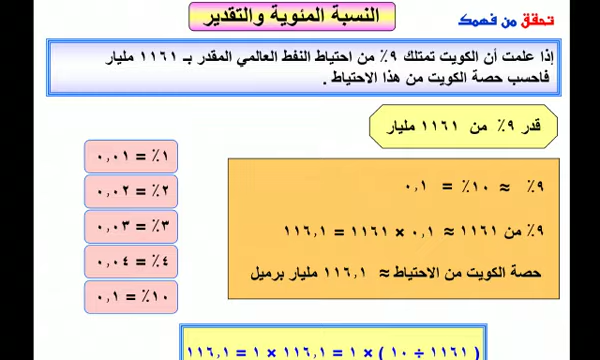 النسبة المئوية والتقدير
تحقق من فهمك
إذا علمت أن الكويت تمتلك ٩٪ من احتياط النفط العالمي المقدر بـ ١١٦١ مليار
فاحسب حصة الكويت من هذا الاحتياط .
قدر ٩٪ من ١١٦١ مليار
١٪ = ٠,٠١
٢٪ = ٠,٠٢
٣٪ = ٠,٠٣
٤٪ = ٠,٠٤
١٠٪ = ٠,١
٩٪ ≈ ١٠٪ = ٠,١
٩٪ من ١١٦١ ≈ ٠,١ × ١١٦١ = ١١٦,١
حصة الكويت من الاحتياط ≈ ١١٦,١ مليار برميل
( ١١٦١ ÷ ١٠ ) × ١ = ١١٦,١ × ١ = ١١٦,١